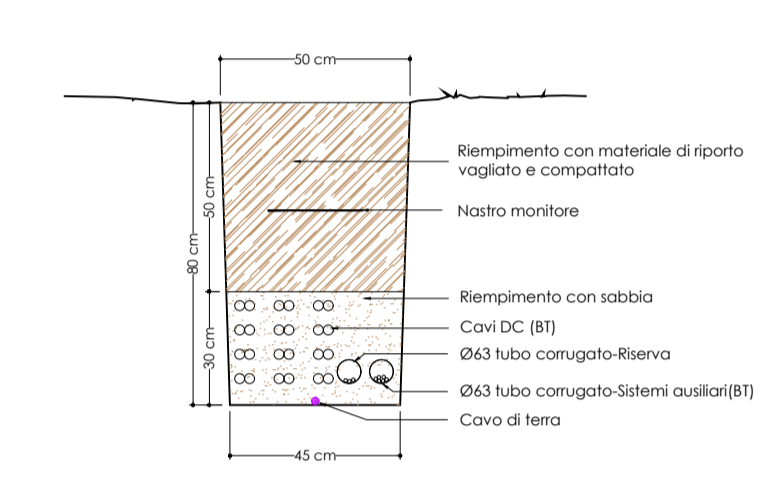 50 cm
Riempimento con materiale di riporto
vagliato e compattato
50 cm
Nastro monitore
80 cm
Riempimento con sabbia
Cavi DC (BT)
30 cm
Ø63 tubo corrugato-Riserva
Ø63 tubo corrugato-Sistemi ausiliari(BT)
Cavo di terra
45 cm